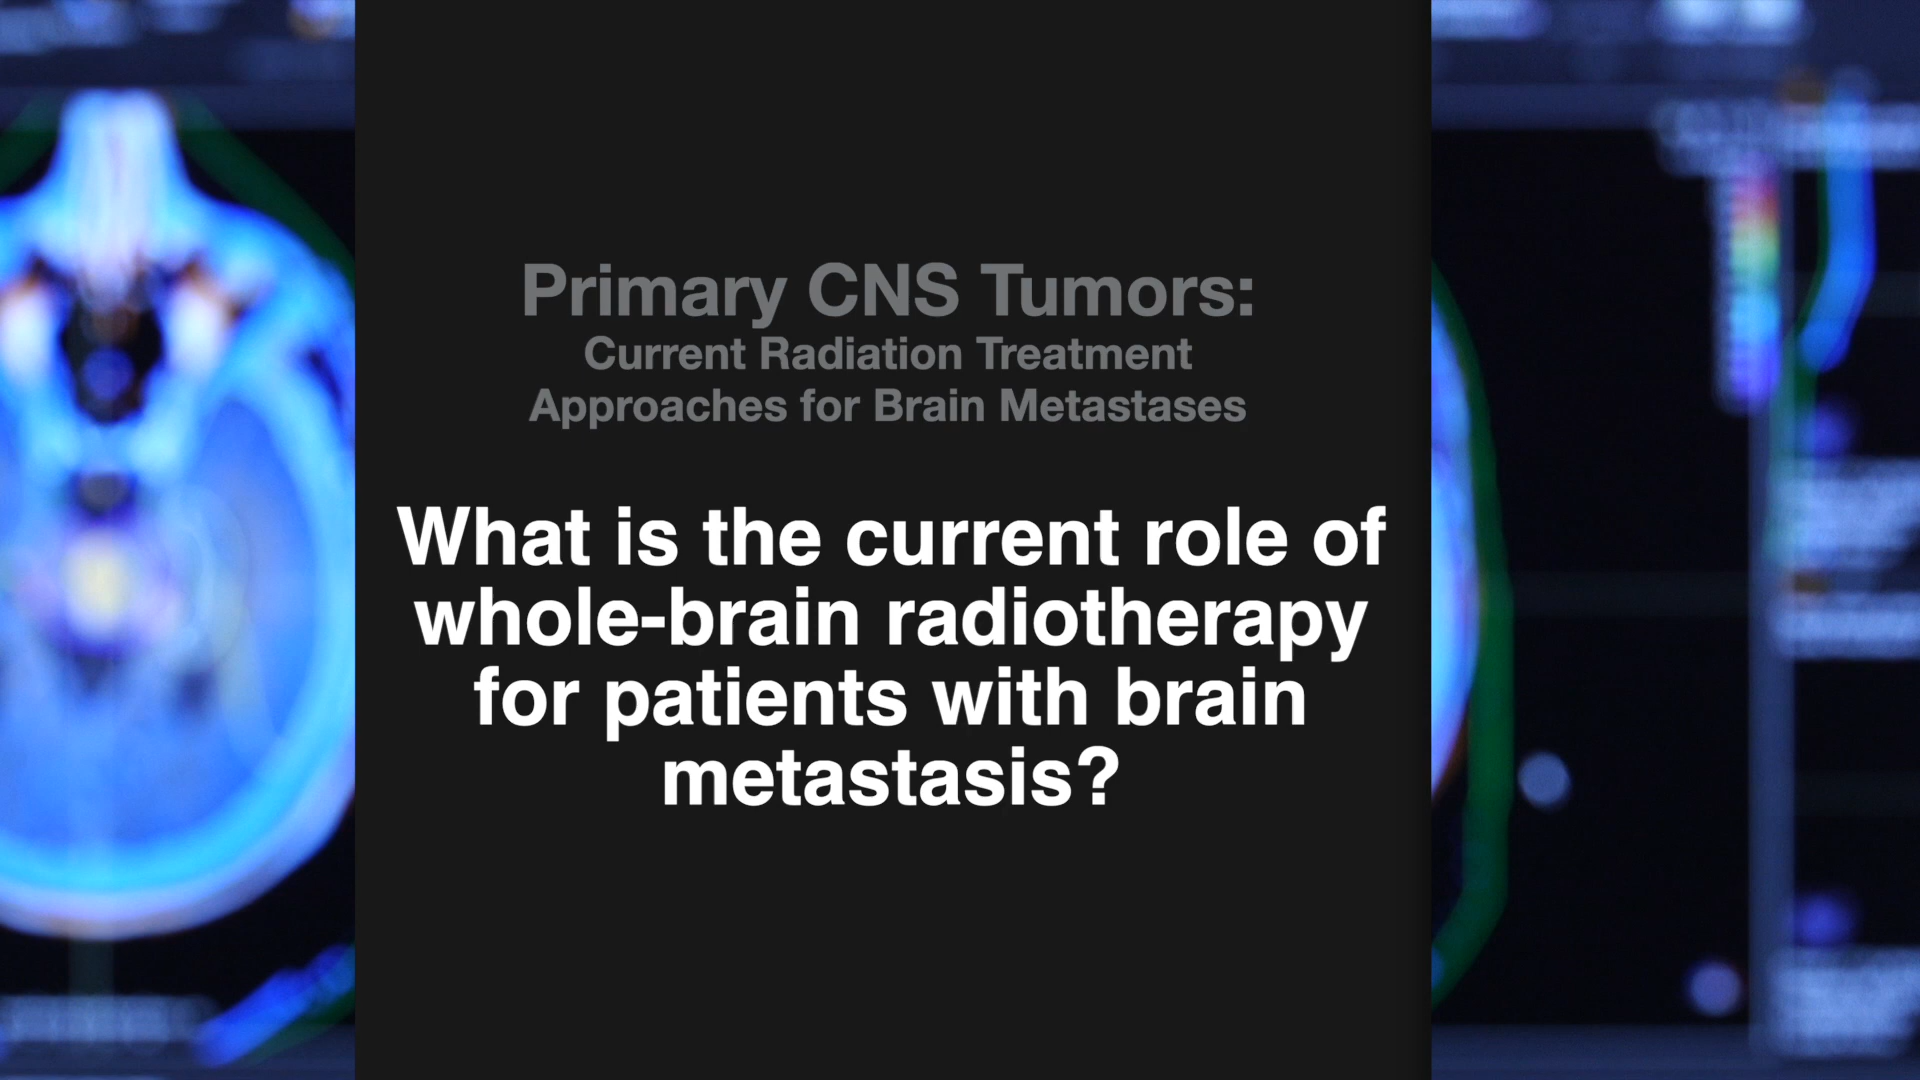 Primary CNS Tumors:
Current Radiation Treatment
Approaches for Brain Metastases
What is the current role of
whole-brain radiotherapy
for patients with brain
metastasis?